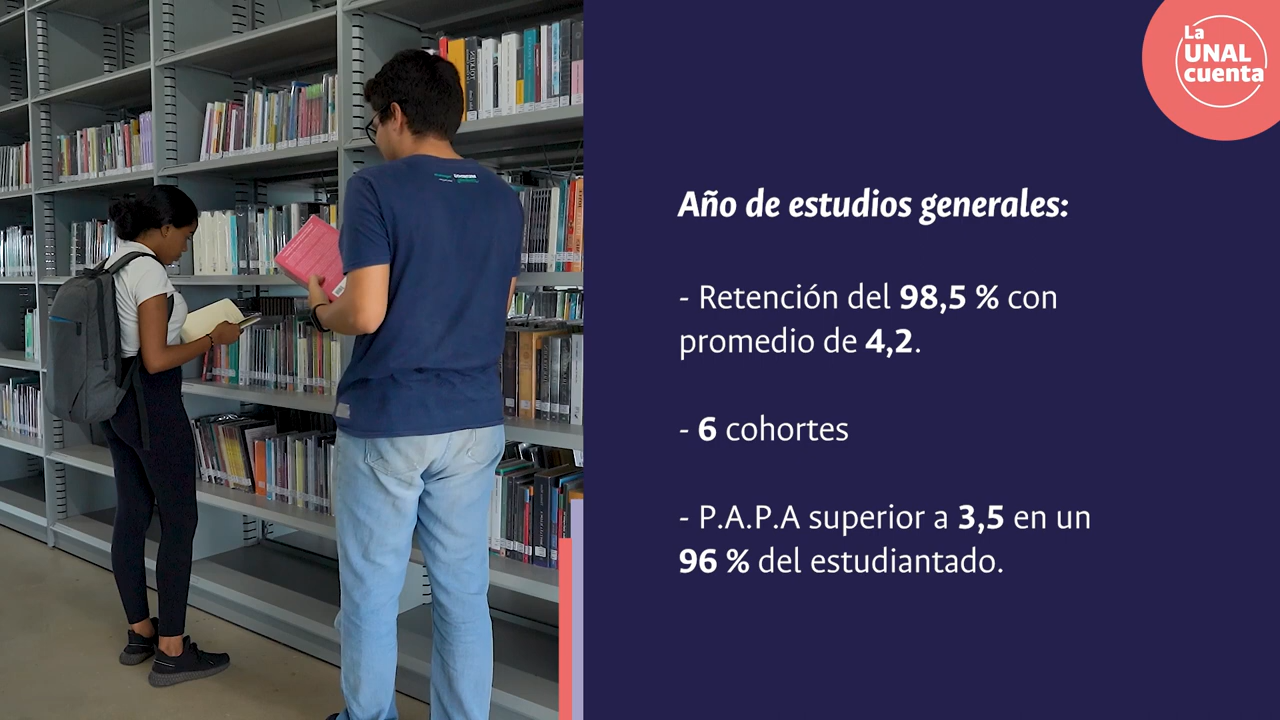 La
UNAL
cuenta
Año de estudios generales:
- Retención del 98,5 % con
promedio de 4,2.
- 6 cohortes
- P.A.P.A superior a 3,5 en un
96 % del estudiantado.